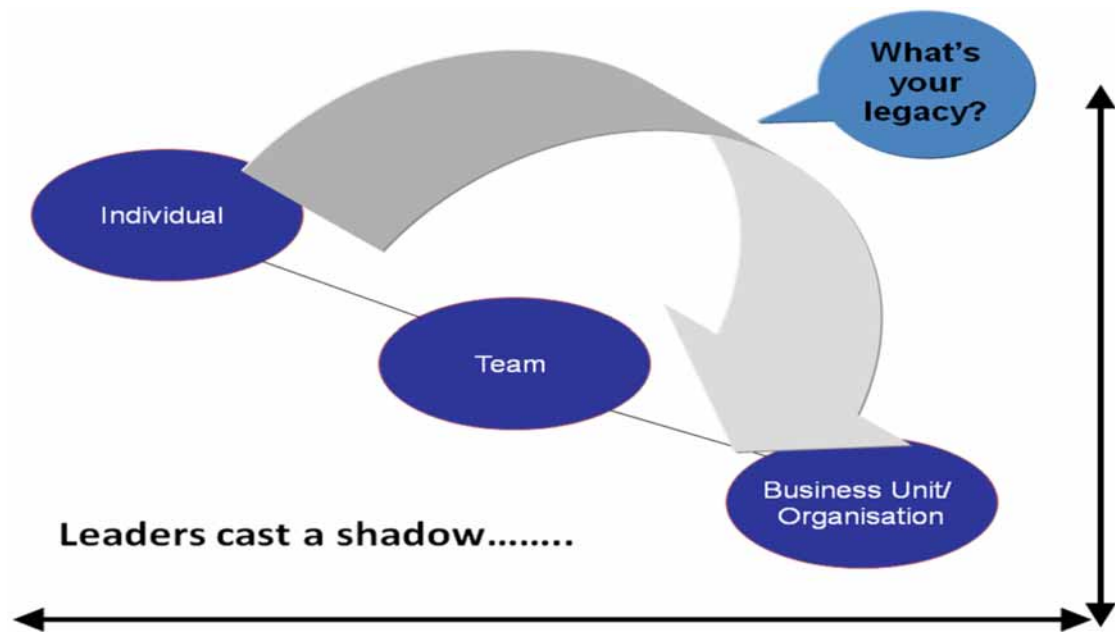 What's
your
legacy?
Individual
Team
Business Unit/
Organisation
Leaders cast a shadow........